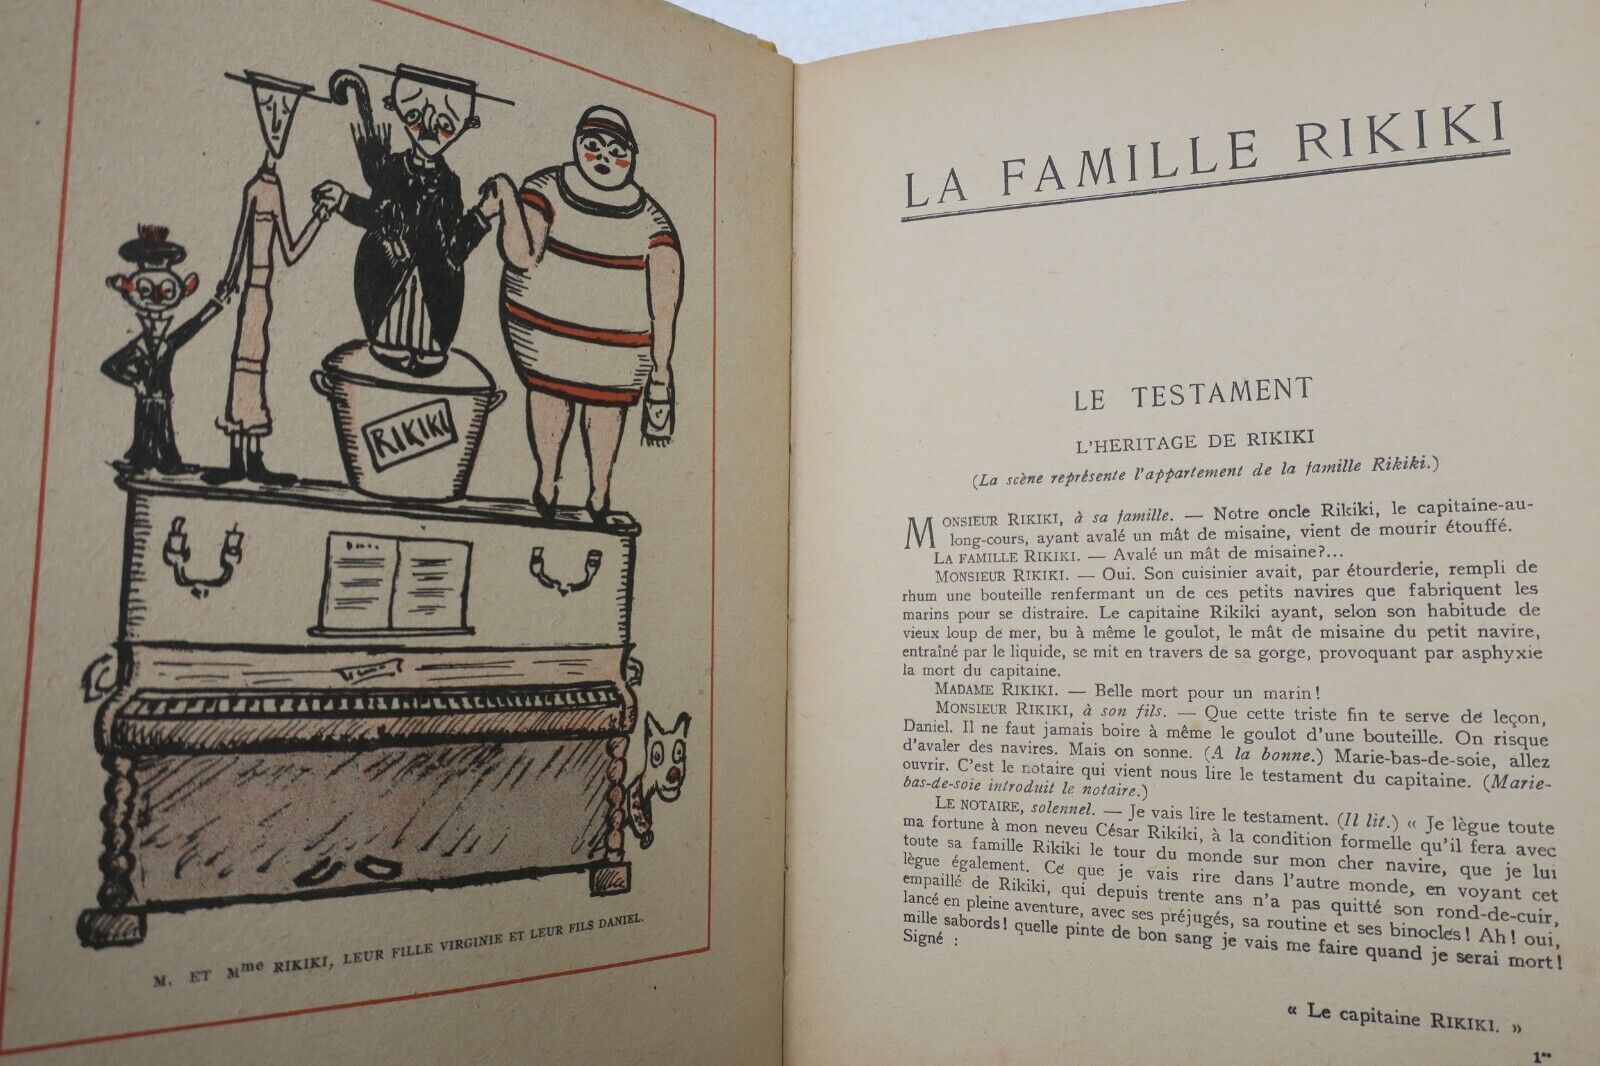 RIKIKI
M. ET Mme RIKIKI, LEUR FILLE VIRGINIE ET LEUR FILS DANIEL.
LA FAMILLE RIKIKI
LE TESTAMENT
L'HERITAGE DE RIKIKI
(La scène représente l'appartement de la famille Rikiki.)
MONSIEUR RIKIKI, à sa famille. — Notre oncle Rikiki, le capitaine-au-
long-cours, ayant avalé un mât de misaine, vient de mourir étouffé.
LA FAMILLE RIKIKI. — Avalé un mât de misaine?...
MONSIEUR RIKIKI. — Oui. Son cuisinier avait, par étourderie, rempli de
rhum une bouteille renfermant un de ces petits navires que fabriquent les
marins pour se distraire. Le capitaine Rikiki ayant, selon son habitude de
vieux loup de mer, bu à même le goulot, le mât de misaine du petit navire,
entraîné par le liquide, se mit en travers de sa gorge, provoquant par asphyxie
la mort du capitaine.
MADAME RIKIKI. — Belle mort pour un marin !
MONSIEUR RIKIKI, à son fils. — Que cette triste fin te serve de leçon,
Daniel. Il ne faut jamais boire à même le goulot d'une bouteille. On risque
d'avaler des navires. Mais on sonne. (A la bonne.) Marie-bas-de-soie, allez
ouvrir. C'est le notaire qui vient nous lire le testament du capitaine. (Marie-
bas-de-soie introduit le notaire.)
LE NOTAIRE, solennel. — Je vais lire le testament. (Il lit.) « Je lègue toute
ma fortune à mon neveu César Rikiki, à la condition formelle qu'il fera avec
toute sa famille Rikiki le tour du monde sur mon cher navire, que je lui
lègue également. Ce que je vais rire dans l'autre monde, en voyant cet
empaillé de Rikiki, qui depuis trente ans n'a pas quitté son rond-de-cuir,
lancé en pleine aventure, avec ses préjugés, sa routine et ses binocles ! Ah ! oui,
mille sabords ! quelle pinte de bon sang je vais me faire quand je serai mort !
Signé :
« Le capitaine RIKIKI. »